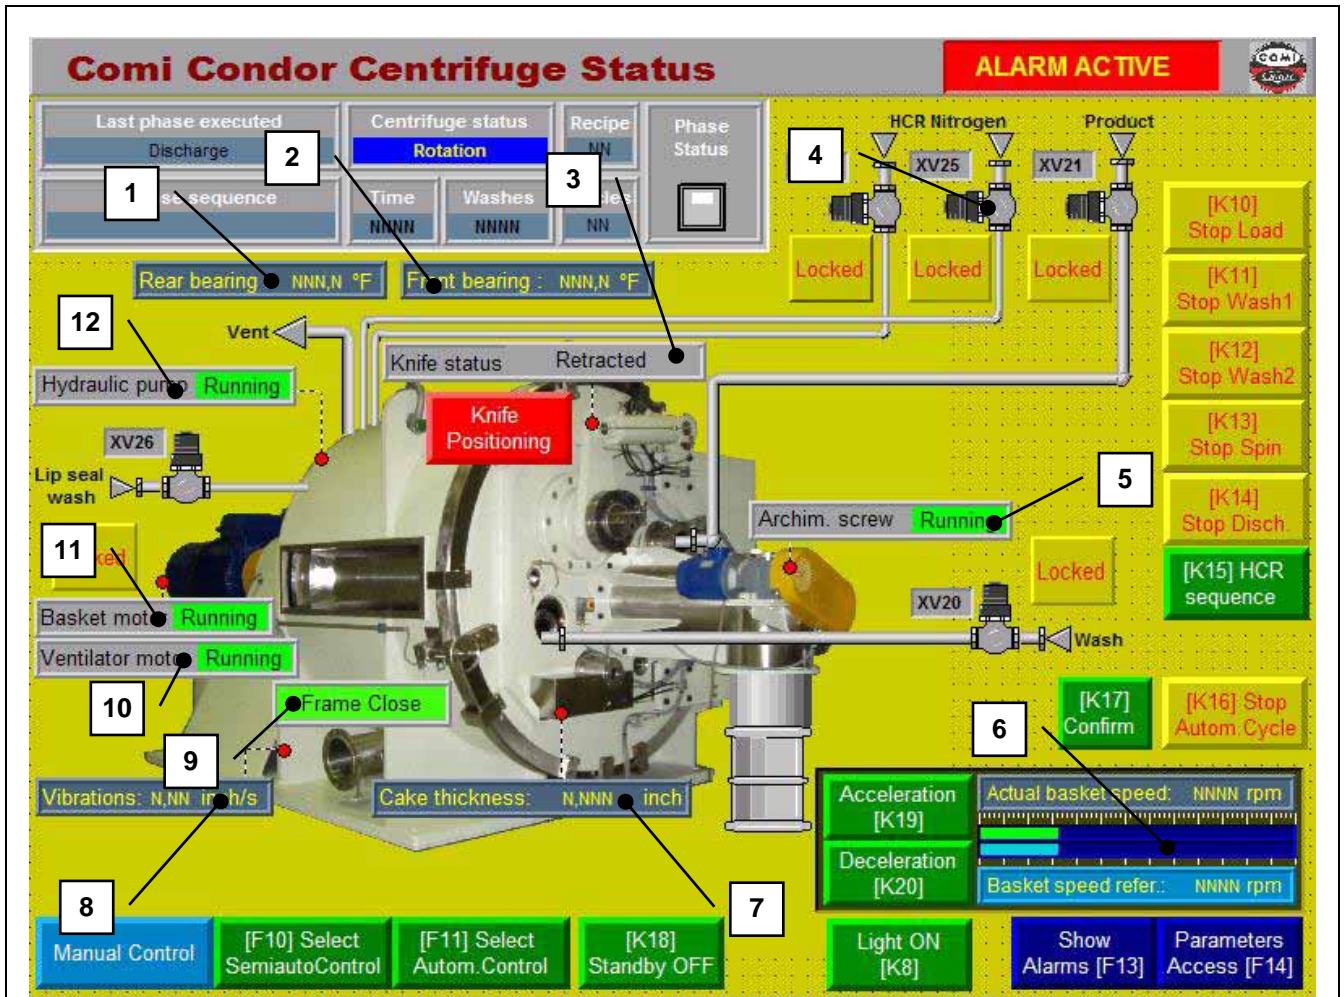 Comi Condor Centrifuge Status
ALARM ACTIVE
COMI
Last phase executed
Discharge
Centrifuge status
Rotation
Recipe
NN
Phase
Status
sequence
Time
NNNN
Washes
NNNN
NN
1
2
3
4
HCR Nitrogen
Product
XV25
XV21
Locked
Locked
Locked
[K10]
Stop Load
[K11]
Stop Wash1
[K12]
Stop Wash2
[K13]
Stop Spin
[K14]
Stop Disch.
[K15] HCR
sequence
Rear bearing NNN,N °F
Front bearing : NNN,N °F
12
Vent
Knife status Retracted
Hydraulic pump Running
Knife
Positioning
XV26
Lip seal
wash
5
Archim. screw Running
11
Locked
XV20
Wash
Basket motor Running
Ventilator motor Running
10
Frame Close
9
[K17]
Confirm
[K16] Stop
Autom.Cycle
6
Vibrations: N,NN inch/s
Cake thickness: N,NNN inch
Acceleration
[K19]
Actual basket speed: NNNN rpm
Deceleration
[K20]
Basket speed refer.: NNNN rpm
8
7
Manual Control
[F10] Select
SemiautoControl
[F11] Select
Autom.Control
[K18]
Standby OFF
Light ON
[K8]
Show
Alarms [F13]
Parameters
Access [F14]